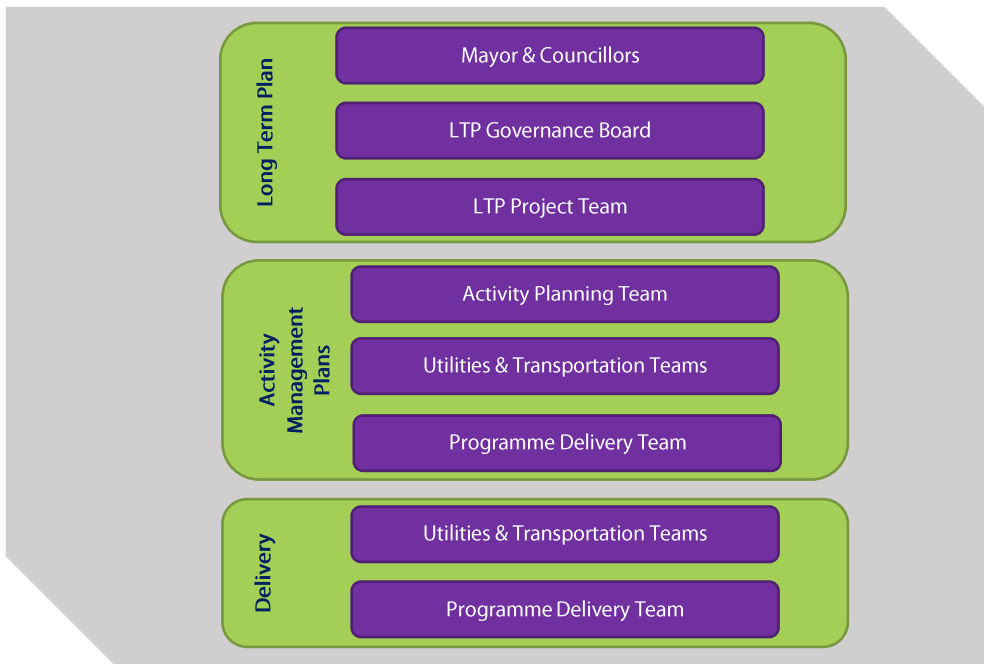 Long Term Plan
Mayor & Councillors
LTP Governance Board
LTP Project Team
Activity
Management
Plans
Activity Planning Team
Utilities & Transportation Teams
Programme Delivery Team
Delivery
Utilities & Transportation Teams
Programme Delivery Team